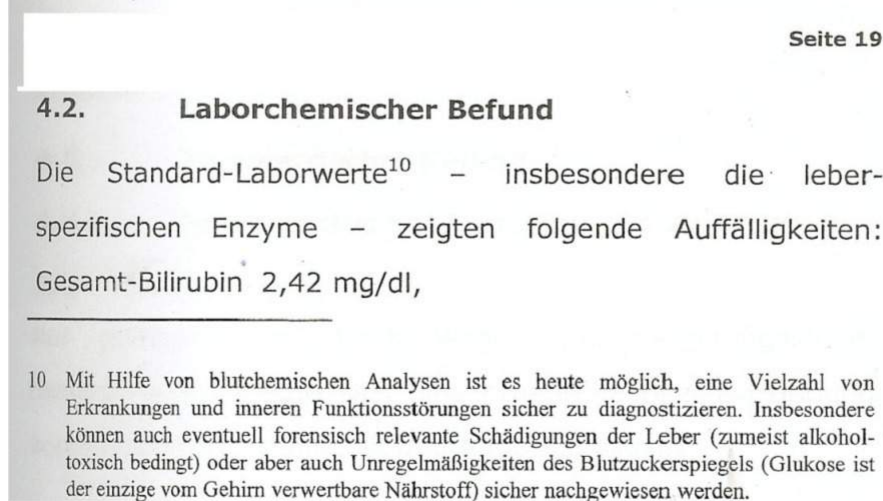 Seite 19
4.2. Laborchemischer Befund
Die Standard-Laborwerte¹⁰ – insbesondere die leber-
spezifischen Enzyme – zeigten folgende Auffälligkeiten:
Gesamt-Bilirubin 2,42 mg/dl,
10 Mit Hilfe von blutchemischen Analysen ist es heute möglich, eine Vielzahl von
Erkrankungen und inneren Funktionsstörungen sicher zu diagnostizieren. Insbesondere
können auch eventuell forensisch relevante Schädigungen der Leber (zumeist alkohol-
toxisch bedingt) oder aber auch Unregelmäßigkeiten des Blutzuckerspiegels (Glukose ist
der einzige vom Gehirn verwertbare Nährstoff) sicher nachgewiesen werden.